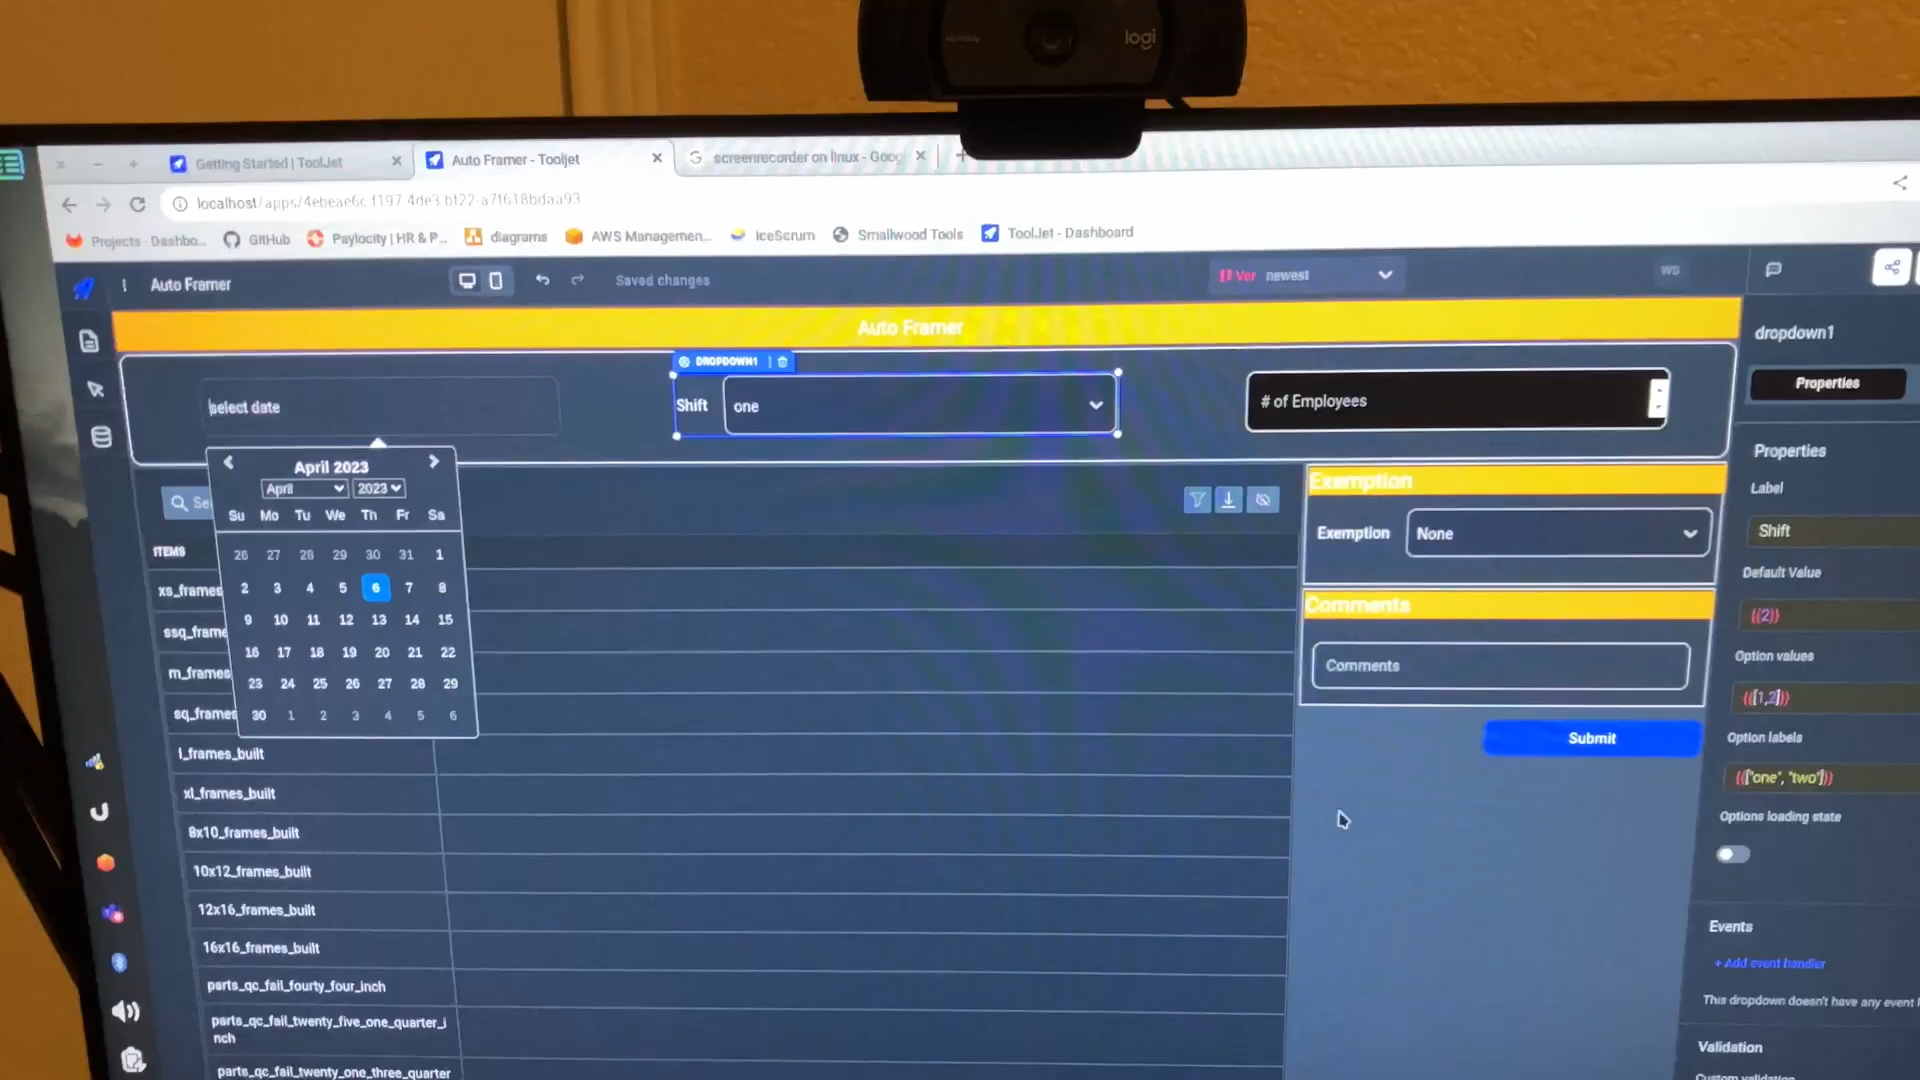 logi
Getting Started | ToolJet
Auto Framer - Tooljet
screenrecorder on linux - Goog
localhost/apps/4ebeae6c-f197-4de3-bf22-a7f618bdaa93
Projects · Dashbo...
GitHub
Paylocity | HR & P...
diagrams
AWS Managemen...
IceScrum
Smallwood Tools
ToolJet - Dashboard
Auto Framer
Saved changes
Ver newest
WS
Auto Framer
DROPDOWN1
select date
Shift
one
# of Employees
April 2023
April
2023
Su Mo Tu We Th Fr Sa
26 27 28 29 30 31 1
2 3 4 5 6 7 8
9 10 11 12 13 14 15
16 17 18 19 20 21 22
23 24 25 26 27 28 29
30 1 2 3 4 5 6
Se
ITEMS
xs_frames
ssq_frame
m_frames
sq_frames
l_frames_built
xl_frames_built
8x10_frames_built
10x12_frames_built
12x16_frames_built
16x16_frames_built
parts_qc_fail_fourty_four_inch
parts_qc_fail_twenty_five_one_quarter_i
nch
parts_qc_fail_twenty_one_three_quarter
Exemption
Exemption
None
Comments
Comments
Submit
dropdown1
Properties
Properties
Label
Shift
Default Value
{{2}}
Option values
{{[1,2]}}
Option labels
{{["one", "two"]}}
Options loading state
Events
+ Add event handler
This dropdown doesn't have any event h
Validation
Custom validation